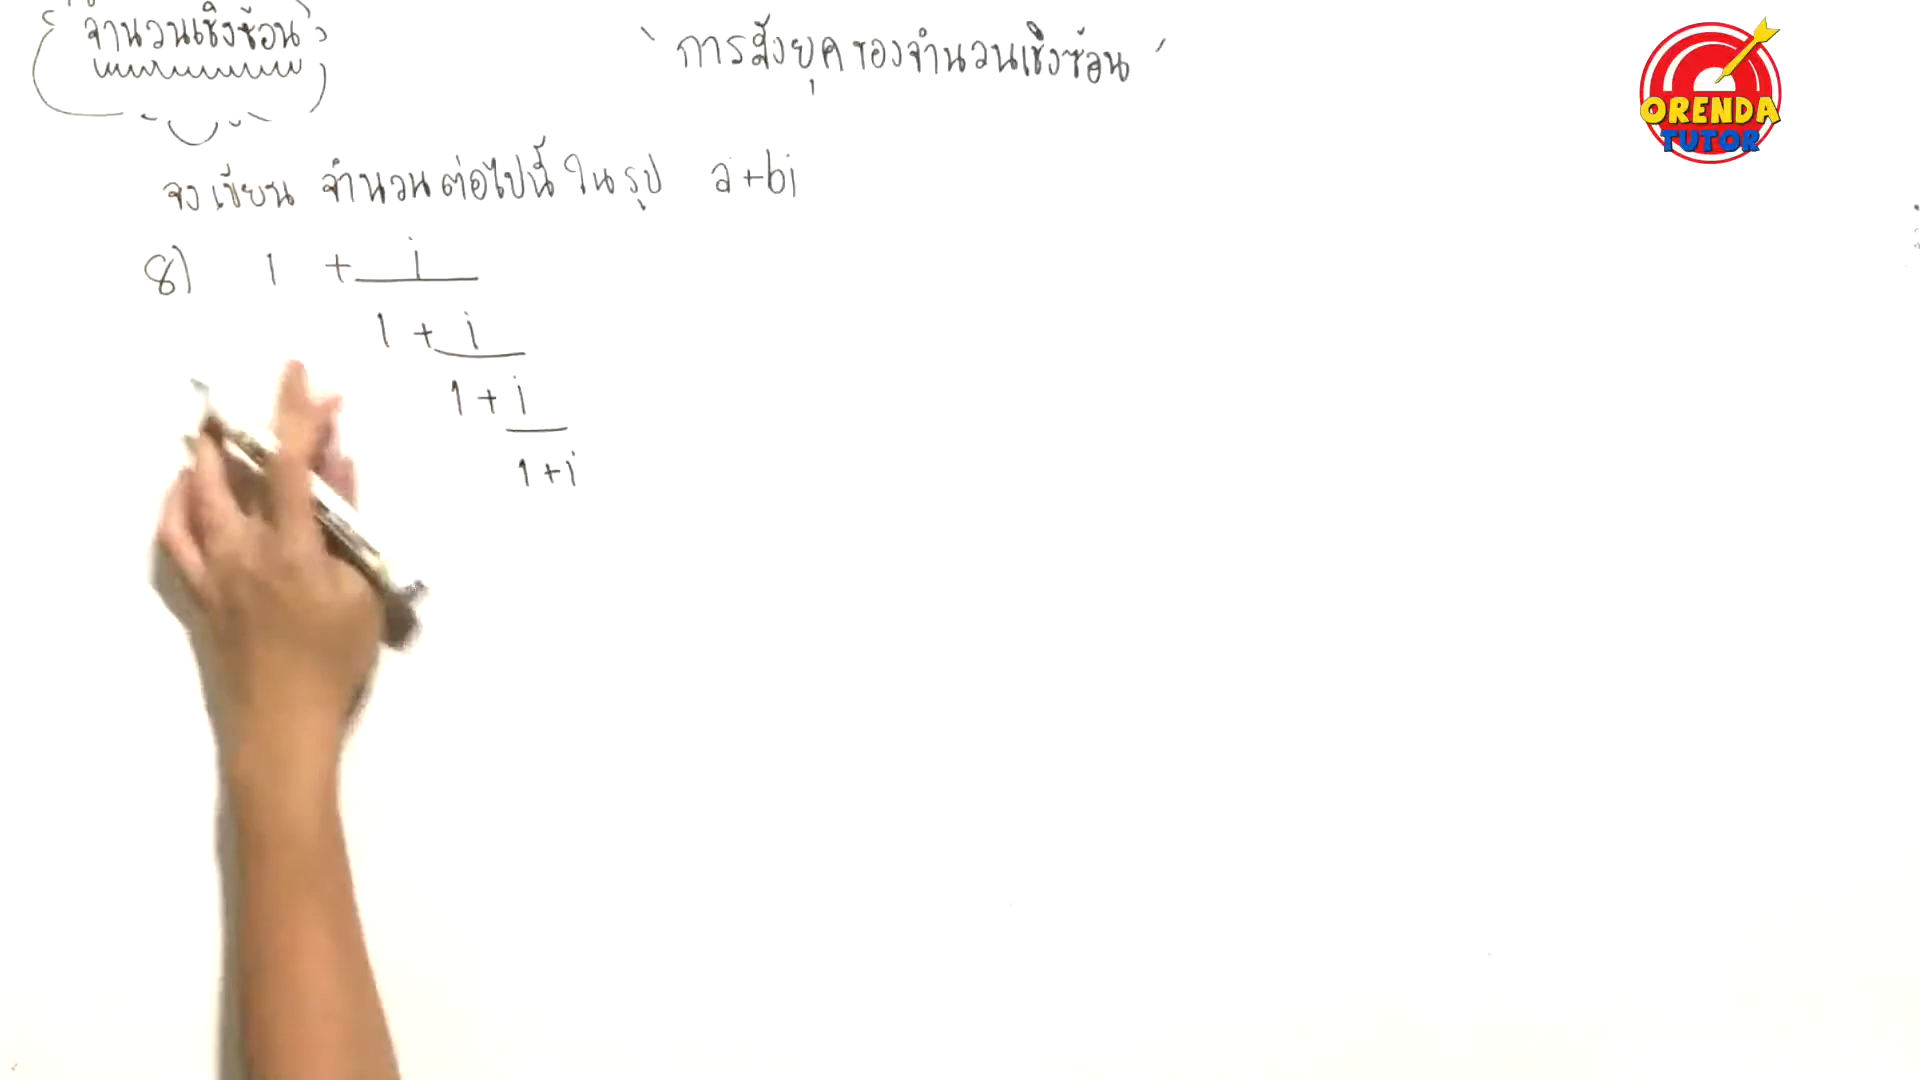 จำนวนเชิงซ้อน
" การสังยุคของจำนวนเชิงซ้อน "
ORENDA
TUTOR
จงเขียน จำนวนต่อไปนี้ ในรูป a+bi
8) 1 + i
1 + i
1 + i
1 + i